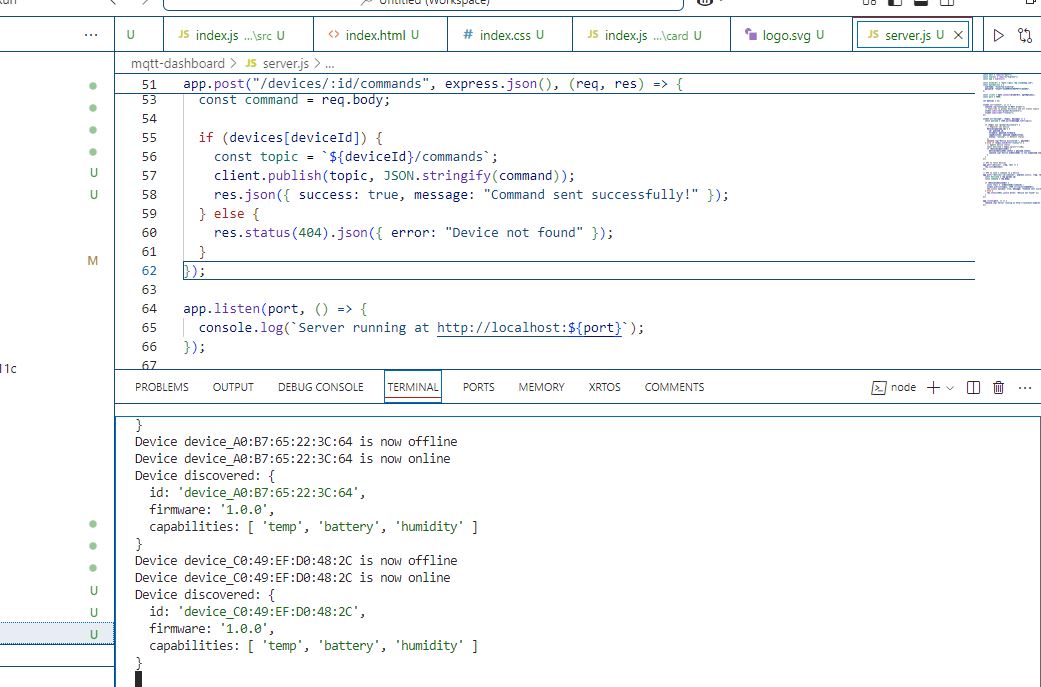 Untitled (Workspace)
... U JS index.js ...\src U <> index.html U # index.css U JS index.js ...\card U logo.svg U JS server.js U
mqtt-dashboard > JS server.js > ...
51 app.post("/devices/:id/commands", express.json(), (req, res) => {
53 const command = req.body;
54
55 if (devices[deviceId]) {
56 const topic = `${deviceId}/commands`;
57 client.publish(topic, JSON.stringify(command));
58 res.json({ success: true, message: "Command sent successfully!" });
59 } else {
60 res.status(404).json({ error: "Device not found" });
61 }
62 });
63
64 app.listen(port, () => {
65 console.log(`Server running at http://localhost:${port}`);
66 });
67
U
U
M
11c
U
U
U
PROBLEMS OUTPUT DEBUG CONSOLE TERMINAL PORTS MEMORY XRTOS COMMENTS node
}
Device device_A0:B7:65:22:3C:64 is now offline
Device device_A0:B7:65:22:3C:64 is now online
Device discovered: {
id: 'device_A0:B7:65:22:3C:64',
firmware: '1.0.0',
capabilities: [ 'temp', 'battery', 'humidity' ]
}
Device device_C0:49:EF:D0:48:2C is now offline
Device device_C0:49:EF:D0:48:2C is now online
Device discovered: {
id: 'device_C0:49:EF:D0:48:2C',
firmware: '1.0.0',
capabilities: [ 'temp', 'battery', 'humidity' ]
}